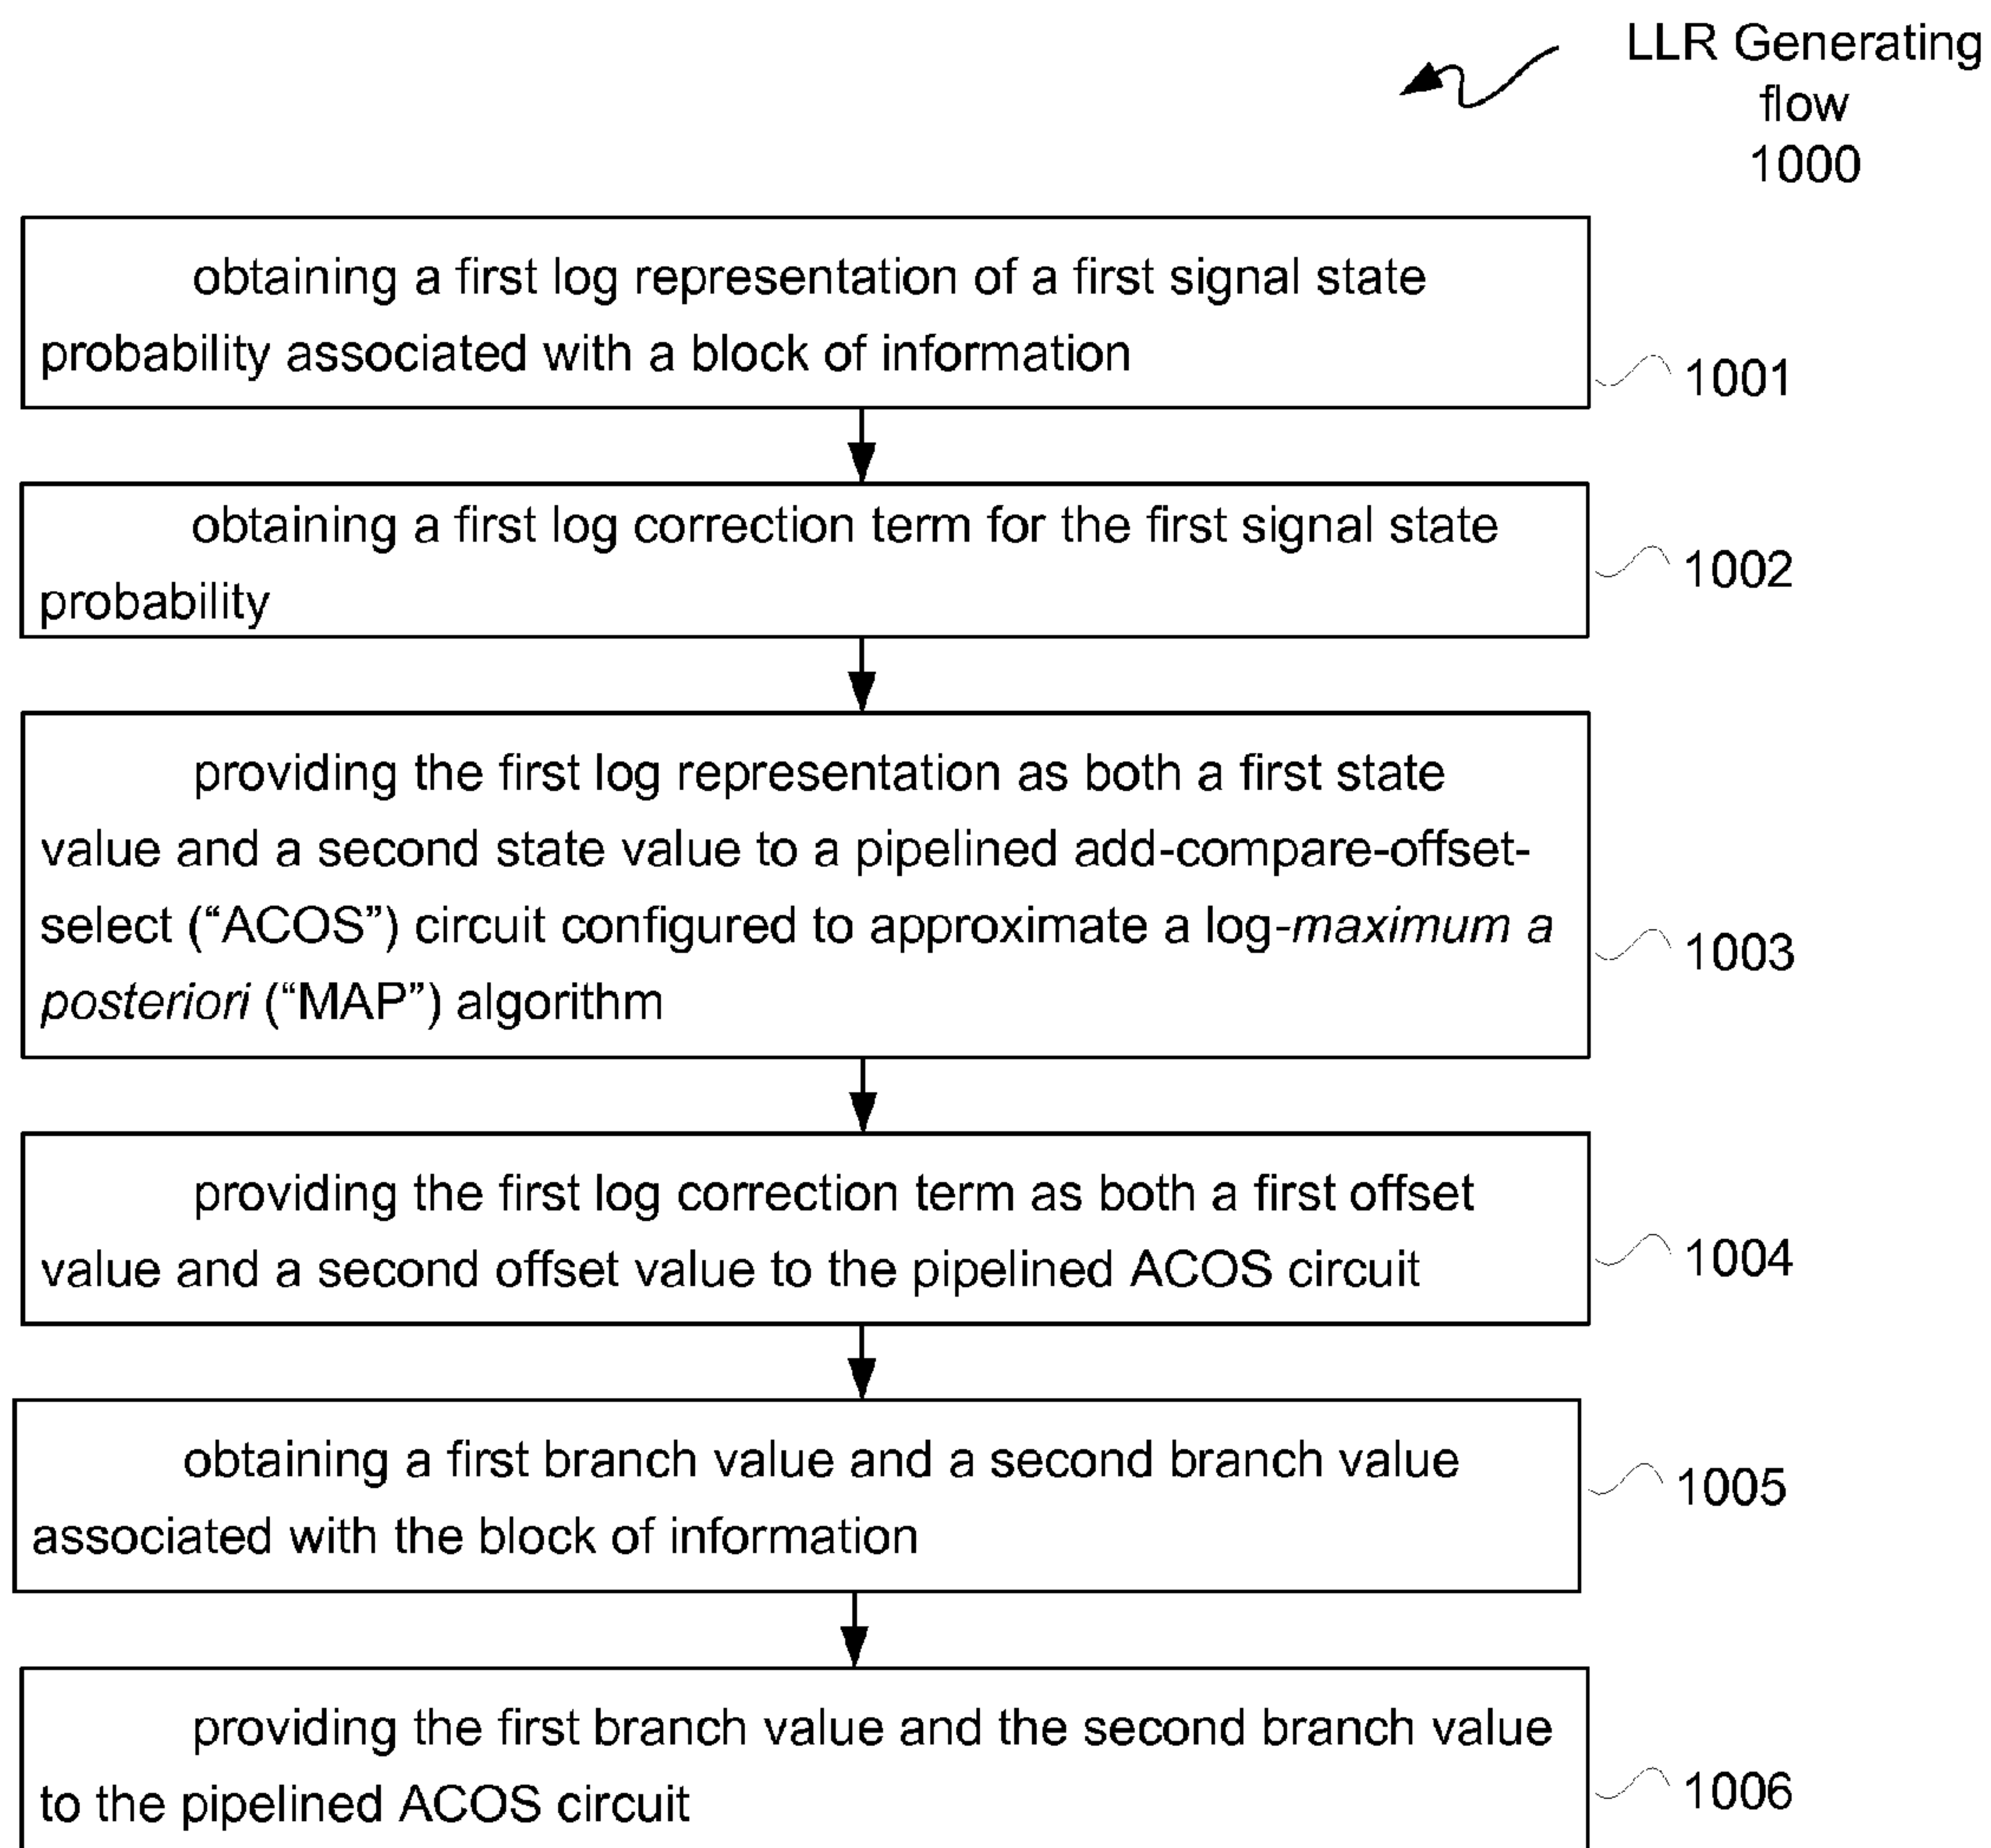 LLR Generating
flow
1000
obtaining a first log representation of a first signal state
probability associated with a block of information
1001
obtaining a first log correction term for the first signal state
probability
1002
providing the first log representation as both a first state
value and a second state value to a pipelined add-compare-offset-
select (“ACOS”) circuit configured to approximate a log-maximum a
posteriori (“MAP”) algorithm
1003
providing the first log correction term as both a first offset
value and a second offset value to the pipelined ACOS circuit
1004
obtaining a first branch value and a second branch value
associated with the block of information
1005
providing the first branch value and the second branch value
to the pipelined ACOS circuit
1006